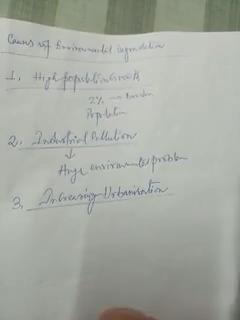 Causes of Environmental Degradation
1. High population Growth
2% →
Population
2. Industrial Pollution
↓
Huge environmental problem
3. Increasing Urbanisation